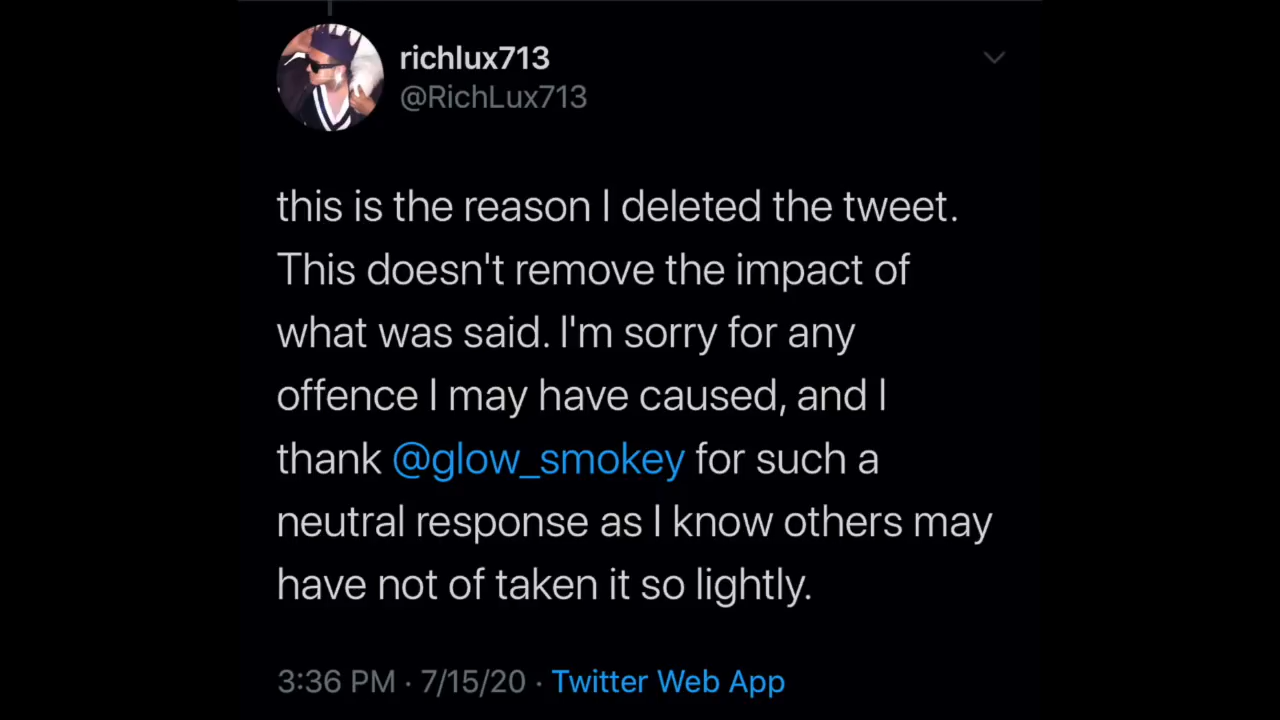 richlux713
@RichLux713
this is the reason I deleted the tweet.
This doesn't remove the impact of
what was said. I'm sorry for any
offence I may have caused, and I
thank @glow_smokey for such a
neutral response as I know others may
have not of taken it so lightly.
3:36 PM · 7/15/20 · Twitter Web App